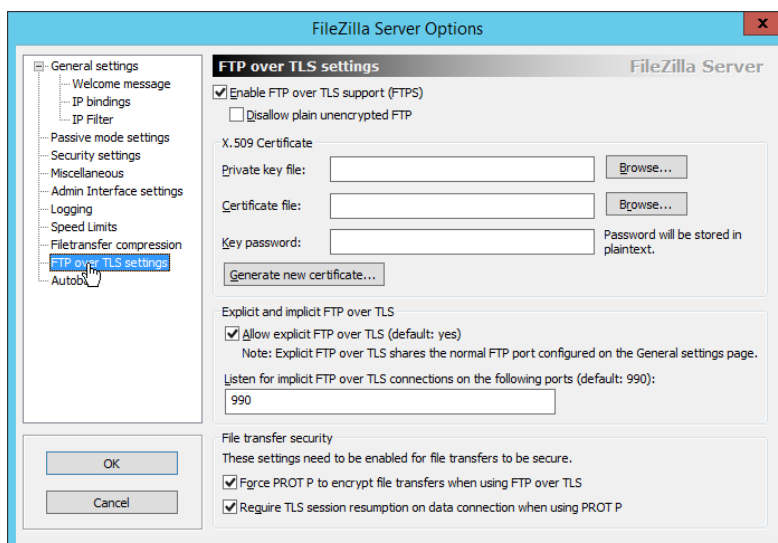 FileZilla Server Options
x
General settings
Welcome message
IP bindings
IP Filter
Passive mode settings
Security settings
Miscellaneous
Admin Interface settings
Logging
Speed Limits
Filetransfer compression
FTP over TLS settings
OK
Cancel
FTP over TLS settings
FileZilla Server
Enable FTP over TLS support (FTPS)
Disallow plain unencrypted FTP
X.509 Certificate
Private key file:
Browse...
Certificate file:
Browse...
Key password:
Password will be stored in
plaintext.
Generate new certificate...
Explicit and implicit FTP over TLS
Allow explicit FTP over TLS (default: yes)
Note: Explicit FTP over TLS shares the normal FTP port configured on the General settings page.
Listen for implicit FTP over TLS connections on the following ports (default: 990):
990
File transfer security
These settings need to be enabled for file transfers to be secure.
Force PROT P to encrypt file transfers when using FTP over TLS
Require TLS session resumption on data connection when using PROT P